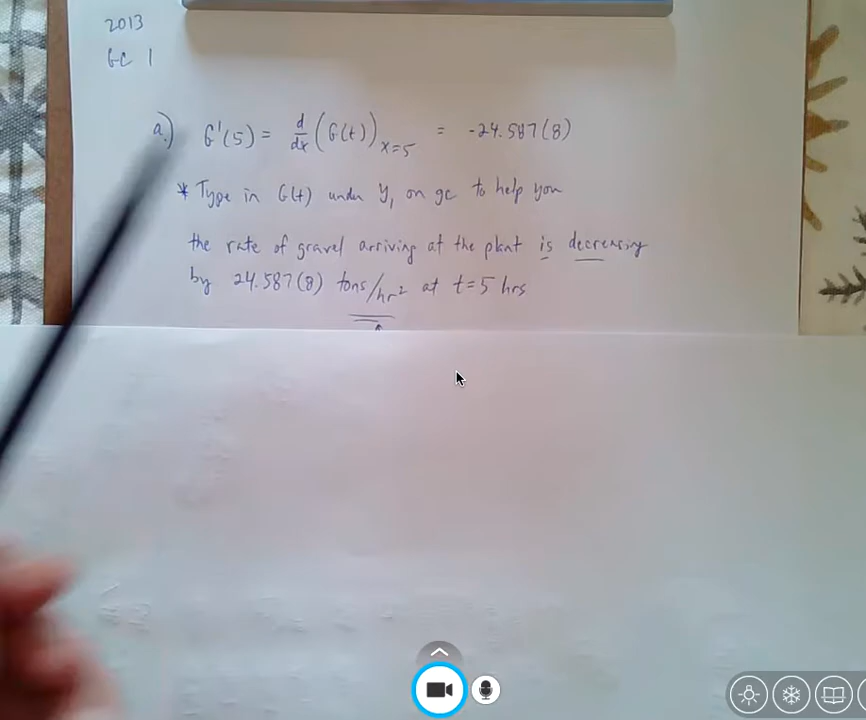 2013
GC 1
a.) G'(5) = d/dx (G(t))x=5 = -24.587(8)
* Type in G(t) under y1 on gc to help you
the rate of gravel arriving at the plant is decreasing
by 24.587(8) tons/hr² at t=5 hrs